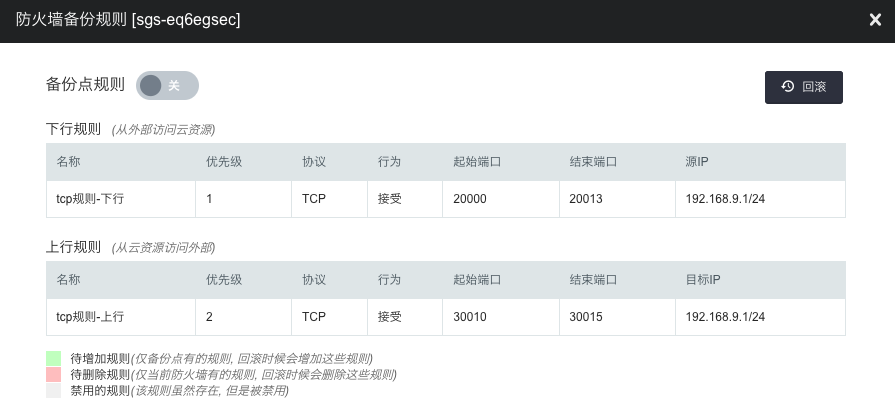 防火墙备份规则 [sgs-eq6egsec]
备份点规则 关 回滚
下行规则 (从外部访问云资源)
名称 优先级 协议 行为 起始端口 结束端口 源IP
tcp规则-下行 1 TCP 接受 20000 20013 192.168.9.1/24
上行规则 (从云资源访问外部)
名称 优先级 协议 行为 起始端口 结束端口 目标IP
tcp规则-上行 2 TCP 接受 30010 30015 192.168.9.1/24
待增加规则(仅备份点有的规则, 回滚时候会增加这些规则)
待删除规则(仅当前防火墙有的规则, 回滚时候会删除这些规则)
禁用的规则(该规则虽然存在, 但是被禁用)